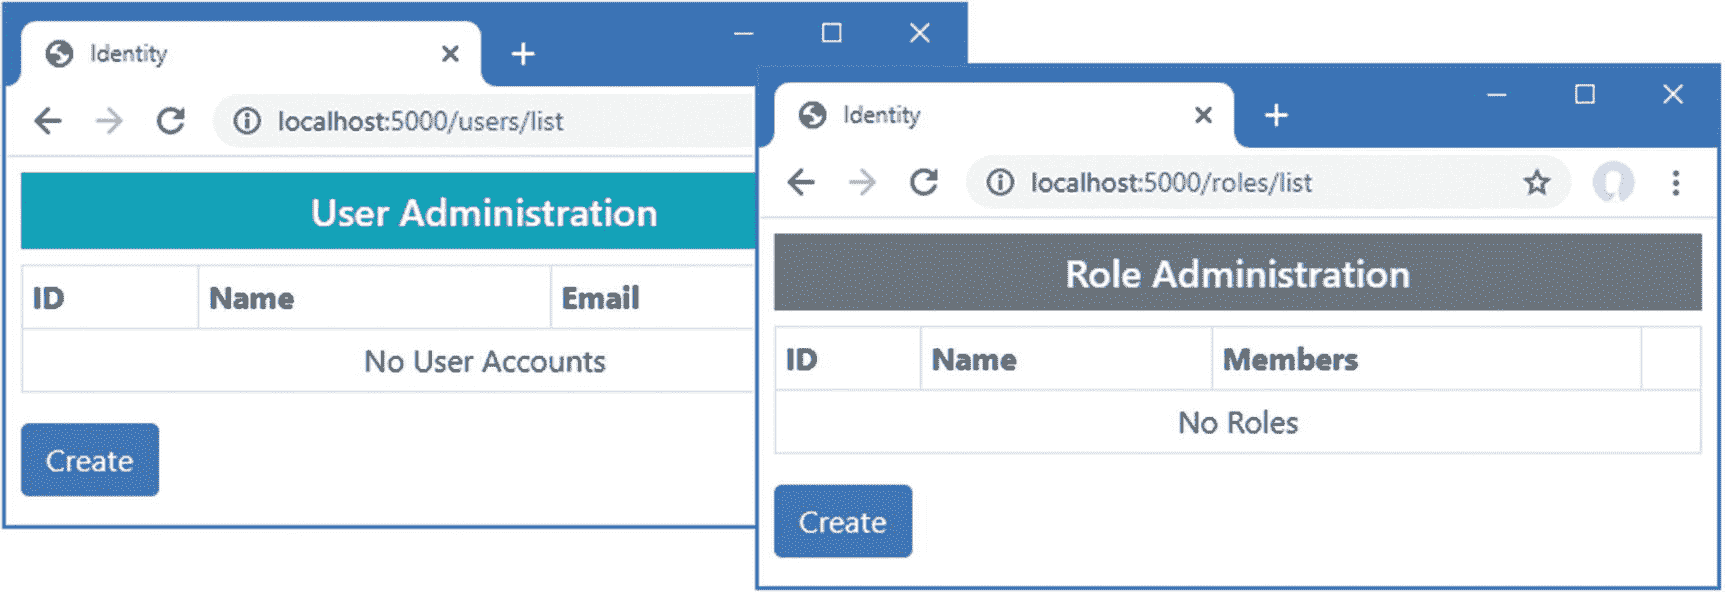 Identity
localhost:5000/users/list
User Administration
ID Name Email
No User Accounts
Create
Identity
localhost:5000/roles/list
Role Administration
ID Name Members
No Roles
Create